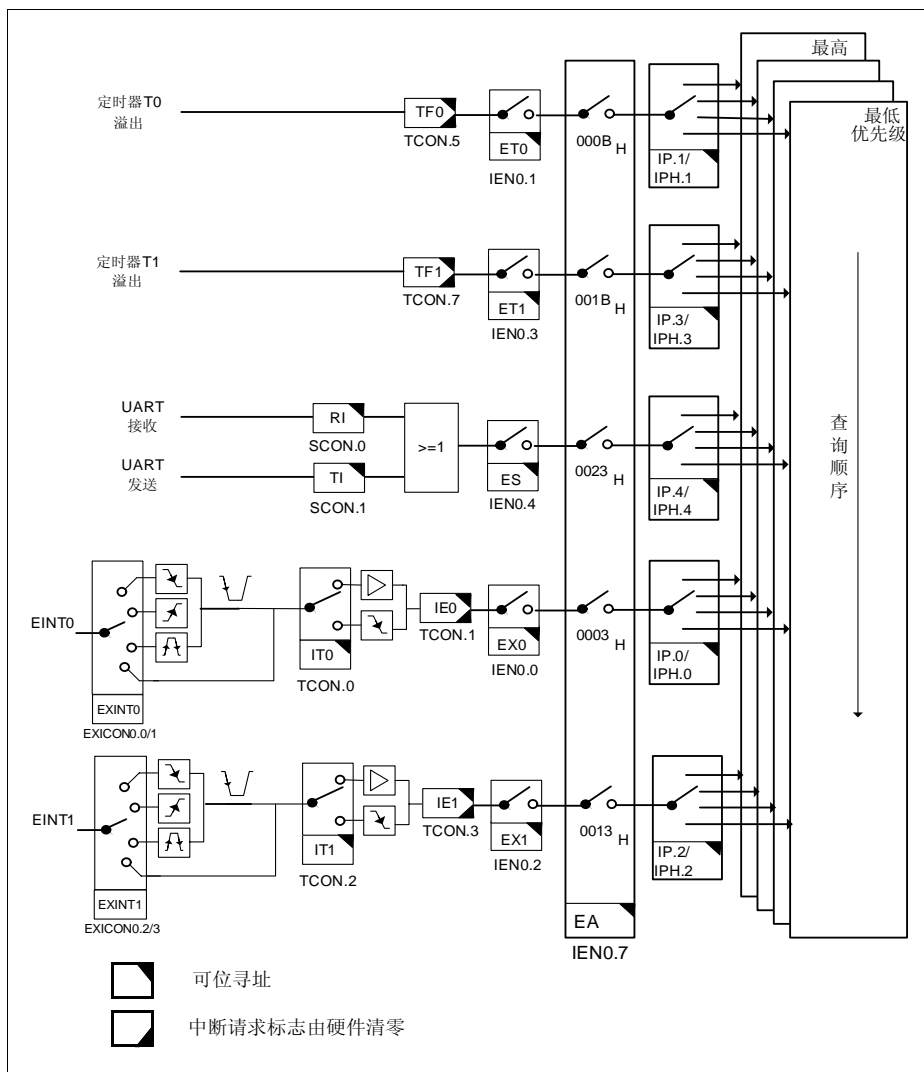 最高
最低
优先级
定时器T0
溢出
TF0
TCON.5
ET0
IEN0.1
000B H
IP.1/
IPH.1
定时器T1
溢出
TF1
TCON.7
ET1
IEN0.3
001B H
IP.3/
IPH.3
UART
接收
RI
SCON.0
UART
发送
TI
SCON.1
>=1
ES
IEN0.4
0023 H
IP.4/
IPH.4
查询顺序
EINT0
EXINT0
EXICON0.0/1
IT0
TCON.0
IE0
TCON.1
EX0
IEN0.0
0003 H
IP.0/
IPH.0
EINT1
EXINT1
EXICON0.2/3
IT1
TCON.2
IE1
TCON.3
EX1
IEN0.2
0013 H
IP.2/
IPH.2
EA
IEN0.7
可位寻址
中断请求标志由硬件清零